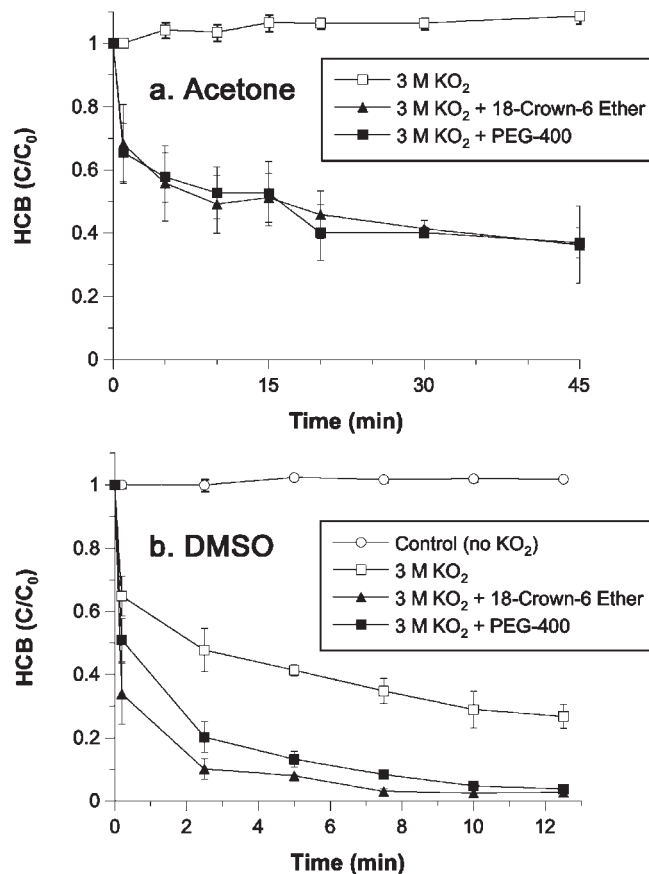 a. Acetone
3 M KO₂
3 M KO₂ + 18-Crown-6 Ether
3 M KO₂ + PEG-400
HCB (C/C₀)
1
0.8
0.6
0.4
0.2
0
0
15
30
45
Time (min)
b. DMSO
Control (no KO₂)
3 M KO₂
3 M KO₂ + 18-Crown-6 Ether
3 M KO₂ + PEG-400
HCB (C/C₀)
1
0.8
0.6
0.4
0.2
0
0
2
4
6
8
10
12
Time (min)